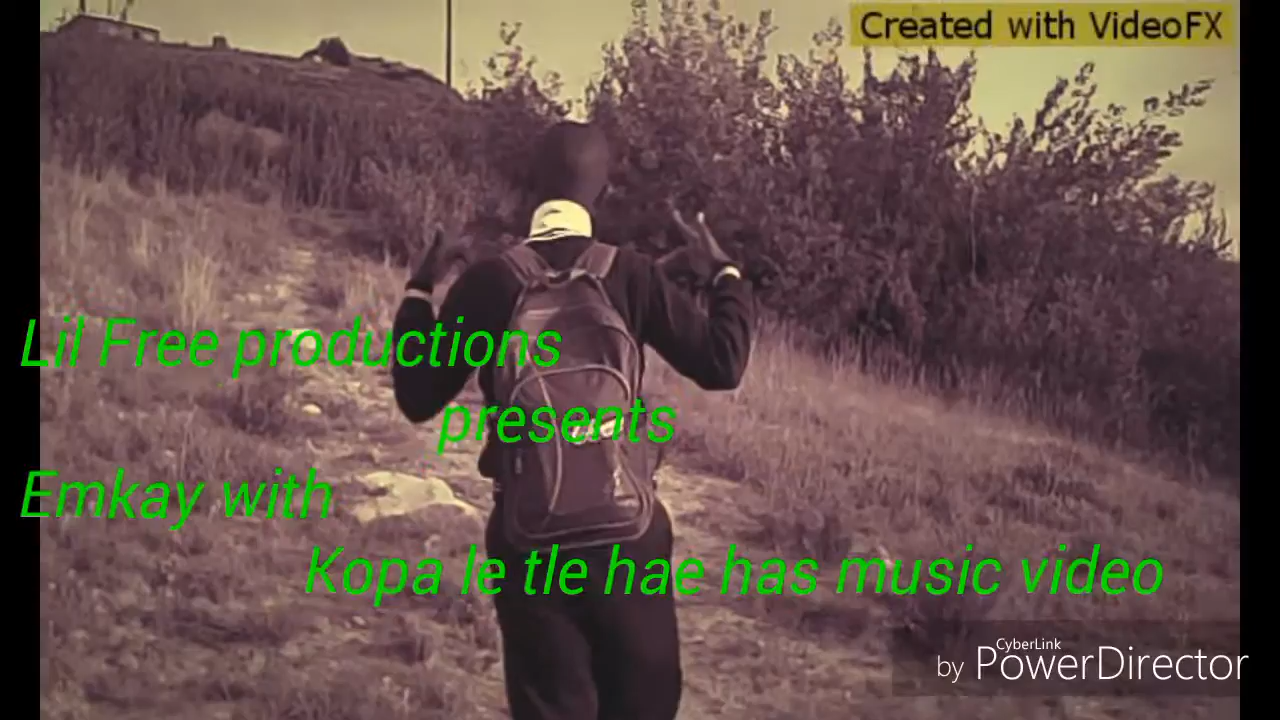 Created with VideoFX
Lil Free productions
presents
Emkay with
Kopa le tle hae has music video
CyberLink
by PowerDirector